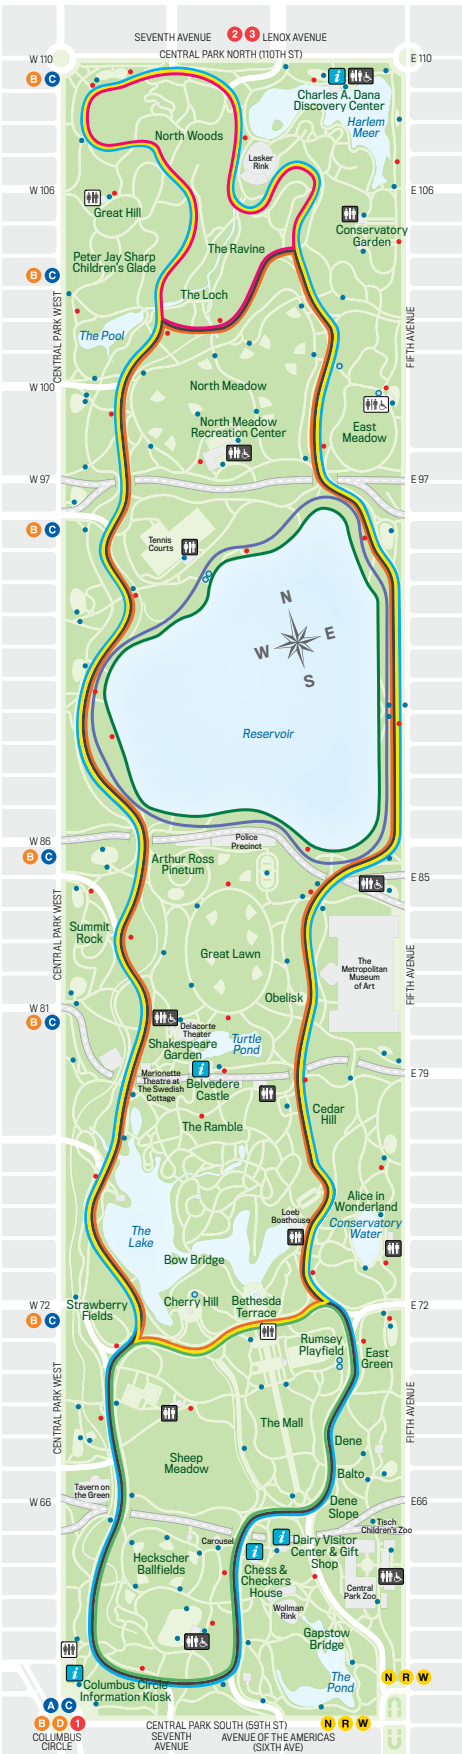 SEVENTH AVENUE 2 3 LENOX AVENUE
CENTRAL PARK NORTH (110TH ST)
W 110
E 110
B C
i
Charles A. Dana
Discovery Center
Harlem
Meer
North Woods
Lasker
Rink
W 106
E 106
Great Hill
Conservatory
Garden
The Ravine
Peter Jay Sharp
Children's Glade
B C
The Loch
CENTRAL PARK WEST
FIFTH AVENUE
The Pool
W 100
North Meadow
North Meadow
Recreation Center
East
Meadow
W 97
E 97
B C
Tennis
Courts
N
W E
S
Reservoir
W 86
Police
Precinct
B C
Arthur Ross
Pinetum
E 85
CENTRAL PARK WEST
Summit
Rock
Great Lawn
The
Metropolitan
Museum
of Art
FIFTH AVENUE
Obelisk
W 81
B C
Delacorte
Theater
Shakespeare
Garden
Turtle
Pond
i
Marionette
Theatre at
The Swedish
Cottage
Belvedere
Castle
E 79
The Ramble
Cedar
Hill
Alice in
Wonderland
Loeb
Boathouse
Conservatory
Water
The
Lake
Bow Bridge
Cherry Hill
Bethesda
Terrace
W 72
E 72
B C
Strawberry
Fields
Rumsey
Playfield
East
Green
CENTRAL PARK WEST
FIFTH AVENUE
The Mall
Dene
Sheep
Meadow
Balto
Tavern on
the Green
W 66
E66
Dene
Slope
Tisch
Children's Zoo
Carousel
i
Dairy Visitor
Center & Gift
Shop
i
Heckscher
Ballfields
Chess &
Checkers
House
Central
Park Zoo
Wollman
Rink
Gapstow
Bridge
i
Columbus Circle
Information Kiosk
The
Pond
N R W
A C
B D 1
COLUMBUS
CIRCLE
CENTRAL PARK SOUTH (59TH ST)
N R W
SEVENTH
AVENUE
AVENUE OF THE AMERICAS
(SIXTH AVE)